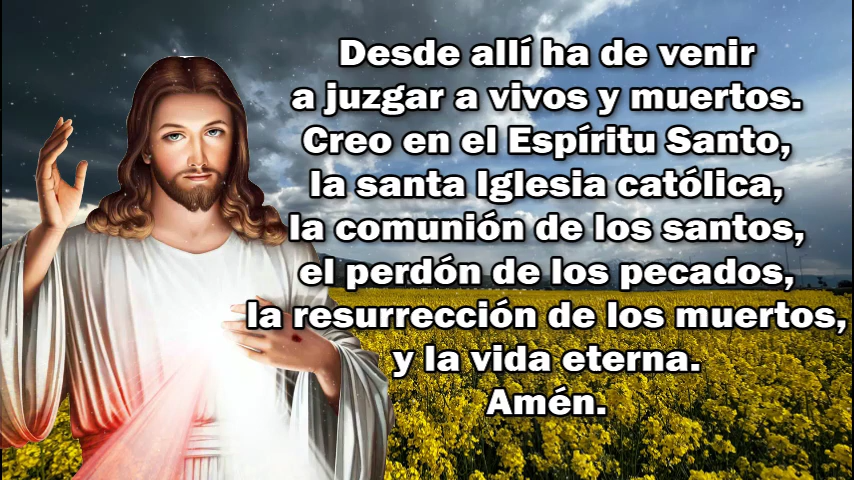 Desde allí ha de venir
a juzgar a vivos y muertos.
Creo en el Espíritu Santo,
la santa Iglesia católica,
la comunión de los santos,
el perdón de los pecados,
la resurrección de los muertos,
y la vida eterna.
Amén.